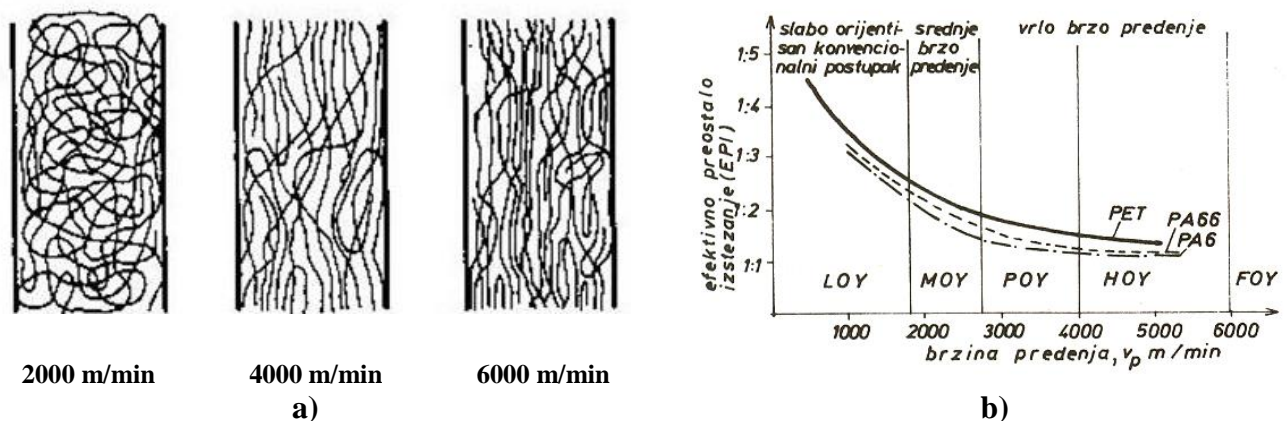 2000 m/min
4000 m/min
6000 m/min
a)
slabo orijenti-
san konvencio-
nalni postupak
srednje
brzo
predenje
vrlo brzo predenje
efektivno preostalo
izstezanje (EPI)
1:5
1:4
1:3
1:2
1:1
PET
PA66
PA6
LOY
MOY
POY
HOY
FOY
1000
2000
3000
4000
5000
6000
brzina predenja, vp m/min
b)